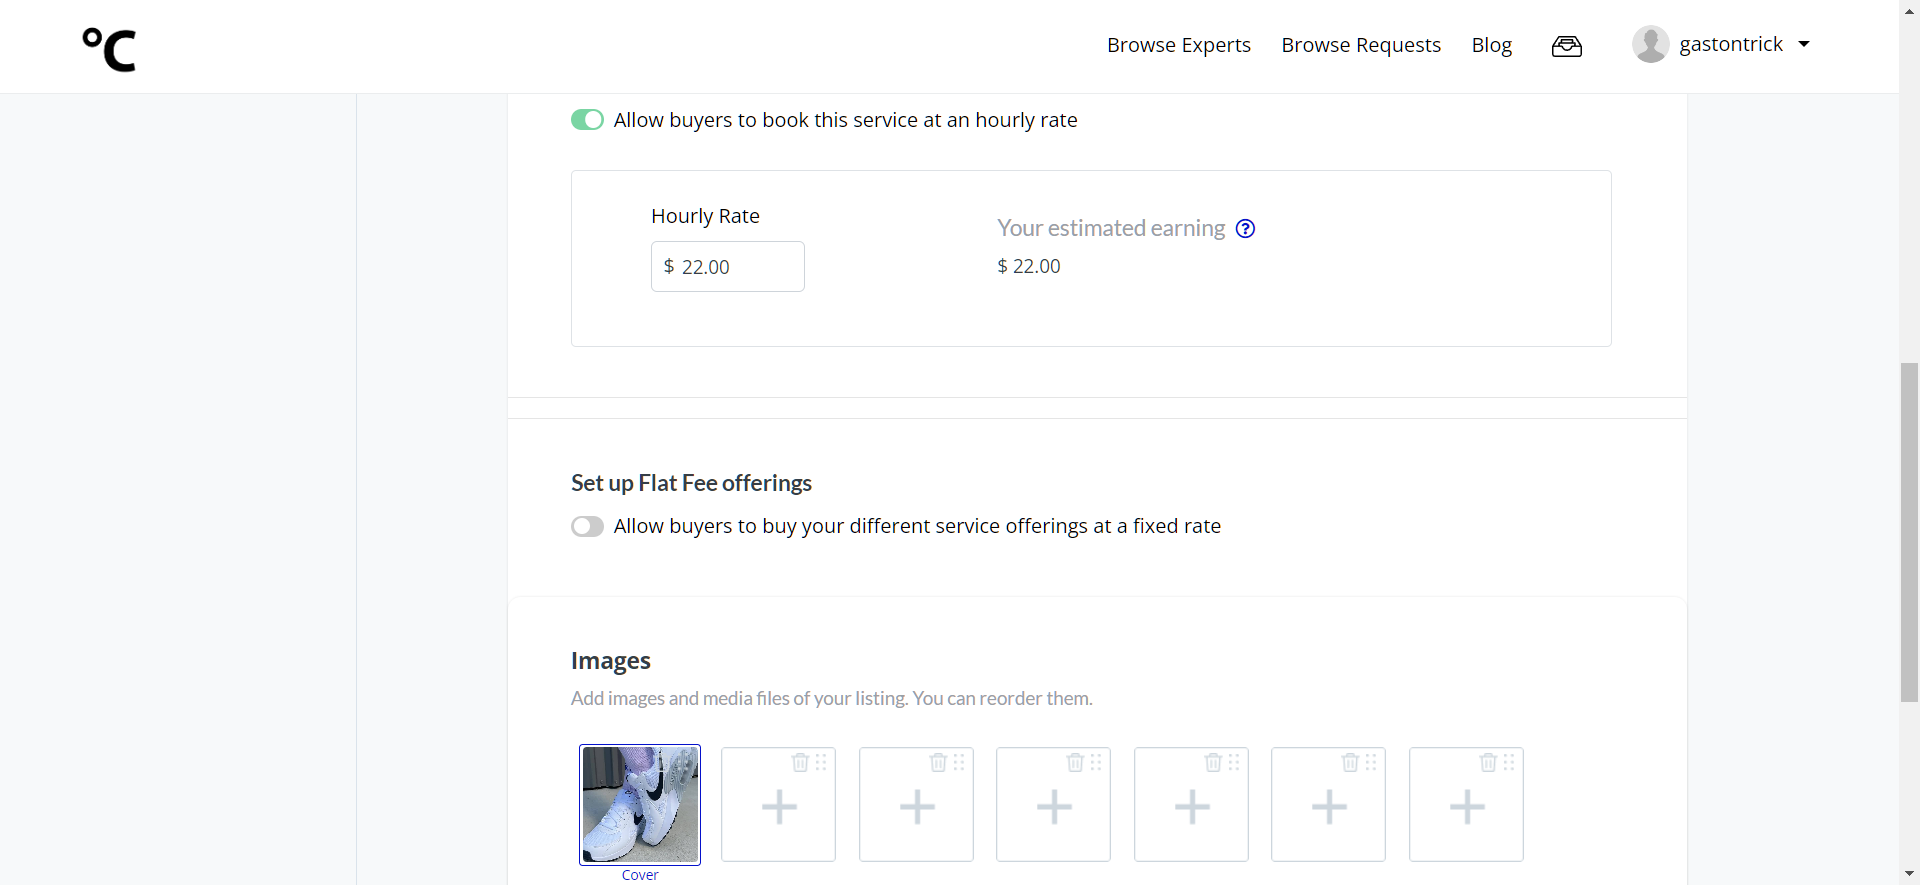 °C
Browse Experts
Browse Requests
Blog
gastontrick
Allow buyers to book this service at an hourly rate
Hourly Rate
Your estimated earning ?
$ 22.00
$ 22.00
Set up Flat Fee offerings
Allow buyers to buy your different service offerings at a fixed rate
Images
Add images and media files of your listing. You can reorder them.
Cover